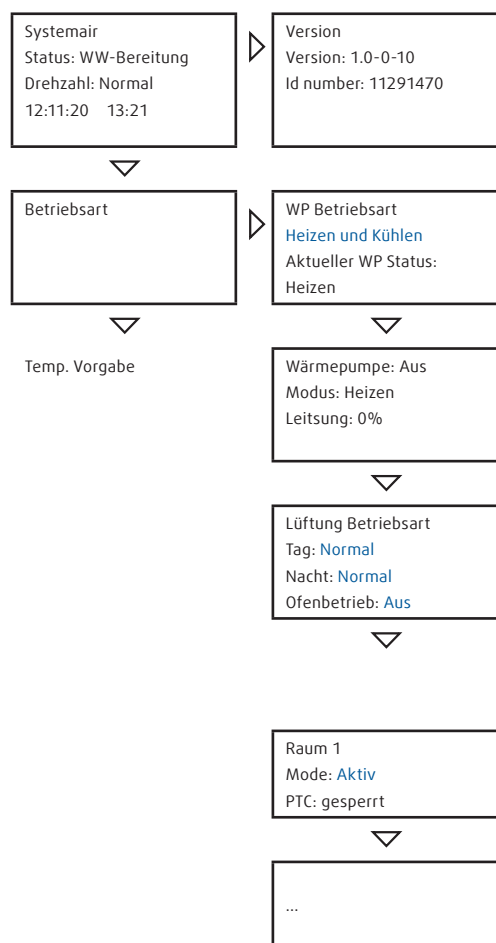 Systemair
Status: WW-Bereitung
Drehzahl: Normal
12:11:20 13:21
Version
Version: 1.0-0-10
Id number: 11291470
Betriebsart
WP Betriebsart
Heizen und Kühlen
Aktueller WP Status:
Heizen
Temp. Vorgabe
Wärmepumpe: Aus
Modus: Heizen
Leitsung: 0%
Lüftung Betriebsart
Tag: Normal
Nacht: Normal
Ofenbetrieb: Aus
Raum 1
Mode: Aktiv
PTC: gesperrt
...